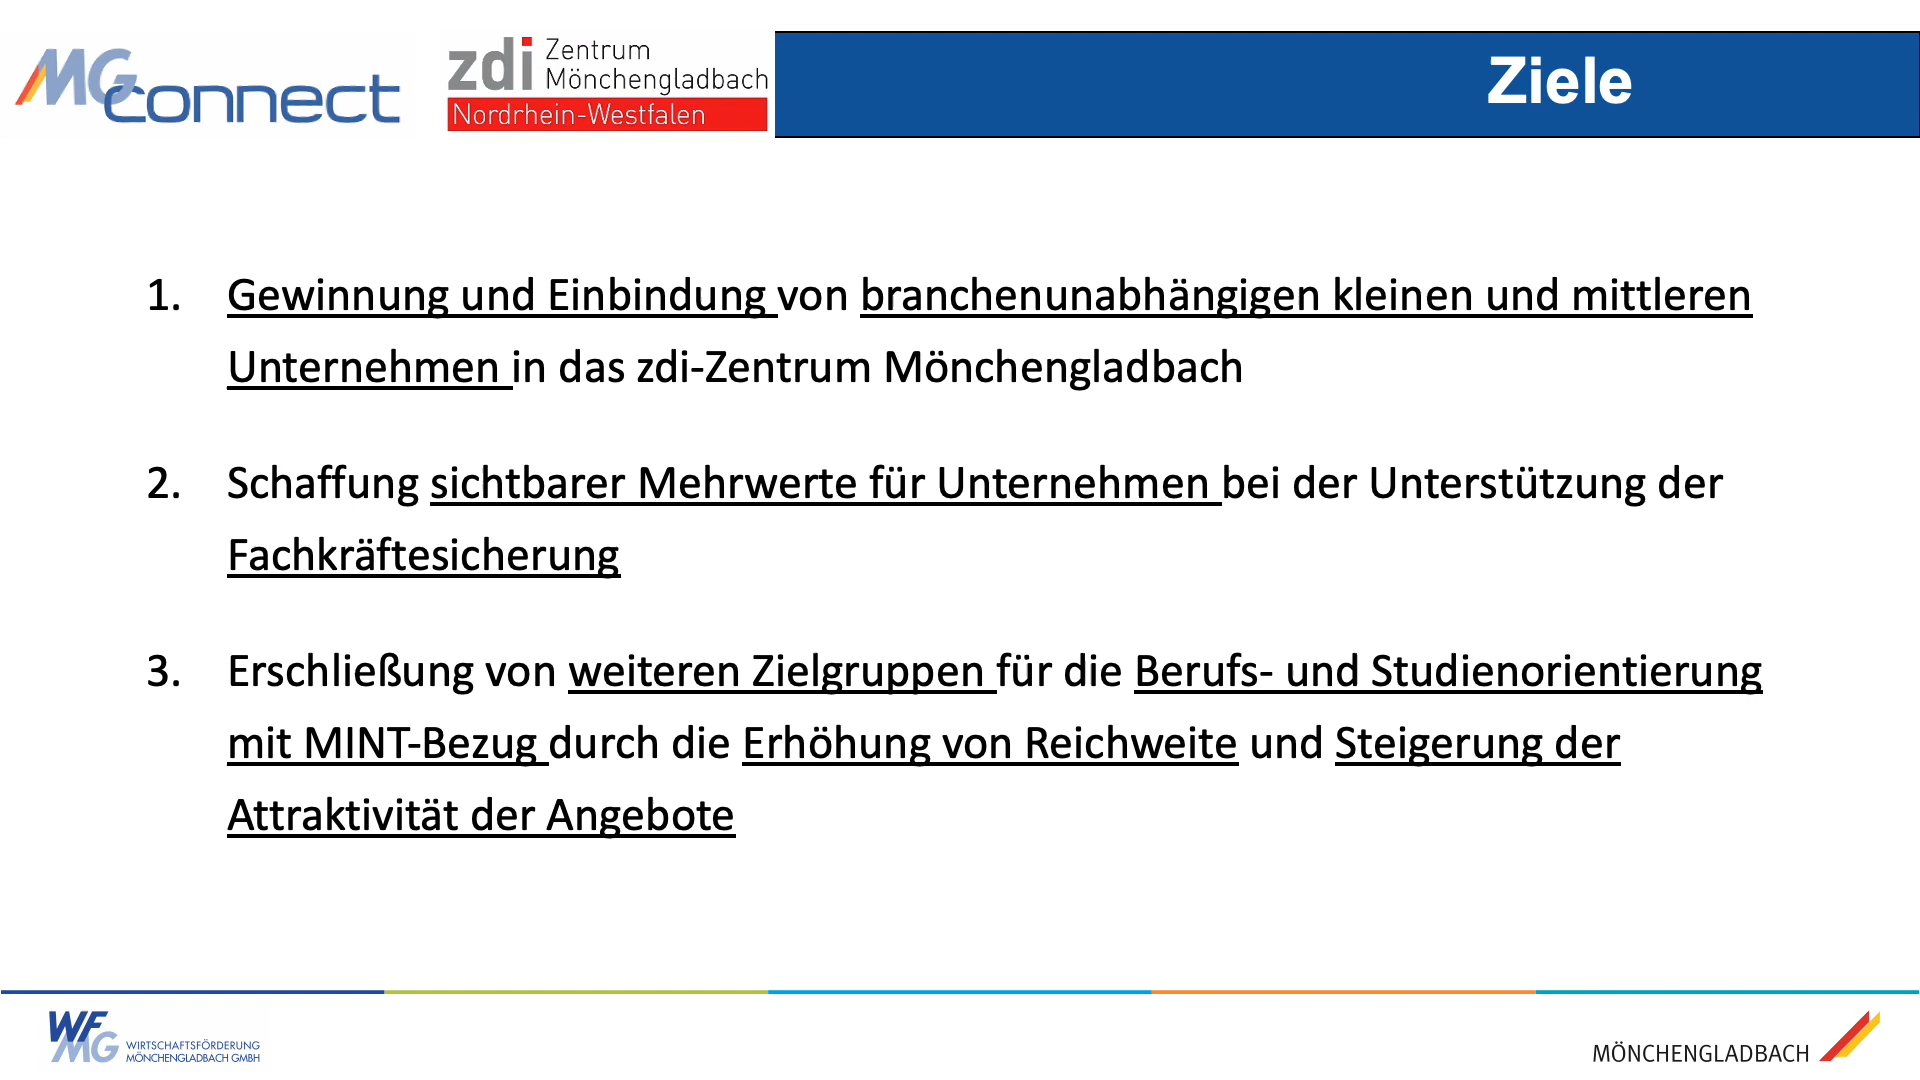 MG connect
zdi Zentrum
Mönchengladbach
Nordrhein-Westfalen
Ziele
1. Gewinnung und Einbindung von branchenunabhängigen kleinen und mittleren
Unternehmen in das zdi-Zentrum Mönchengladbach
2. Schaffung sichtbarer Mehrwerte für Unternehmen bei der Unterstützung der
Fachkräftesicherung
3. Erschließung von weiteren Zielgruppen für die Berufs- und Studienorientierung
mit MINT-Bezug durch die Erhöhung von Reichweite und Steigerung der
Attraktivität der Angebote
WFMG
WIRTSCHAFTSFÖRDERUNG
MÖNCHENGLADBACH GMBH
MÖNCHENGLADBACH